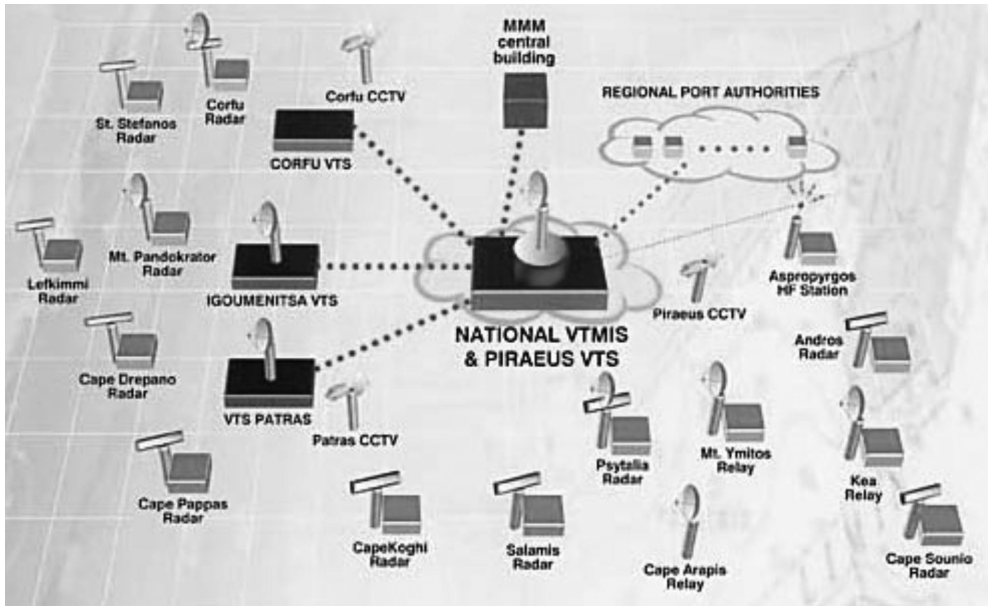 MMM
central
building
REGIONAL PORT AUTHORITIES
Corfu CCTV
Corfu
Radar
St. Stefanos
Radar
CORFU VTS
Mt. Pandokrator
Radar
Lefkimmi
Radar
IGOUMENITSA VTS
Aspropyrgos
HF Station
Piraeus CCTV
NATIONAL VTMIS
& PIRAEUS VTS
Andros
Radar
Cape Drepano
Radar
VTS PATRAS
Patras CCTV
Psytalia
Radar
Mt. Ymitos
Relay
Kea
Relay
Cape Pappas
Radar
CapeKoghi
Radar
Salamis
Radar
Cape Arapis
Relay
Cape Sounio
Radar